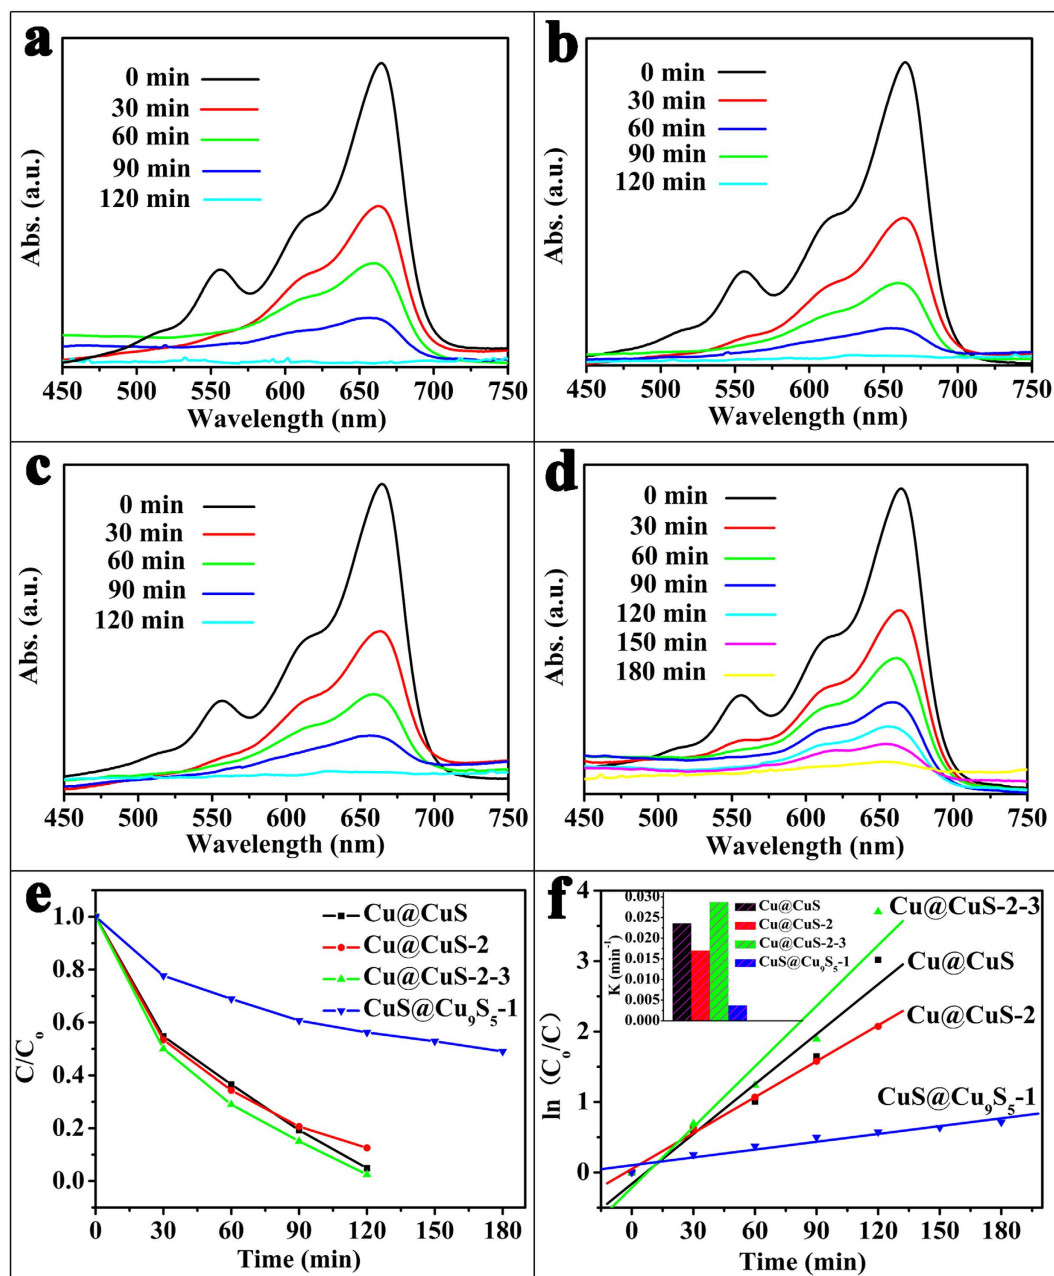 a
0 min
30 min
60 min
90 min
120 min
Abs. (a.u.)
450 500 550 600 650 700 750
Wavelength (nm)
b
0 min
30 min
60 min
90 min
120 min
Abs. (a.u.)
450 500 550 600 650 700 750
Wavelength (nm)
c
0 min
30 min
60 min
90 min
120 min
Abs. (a.u.)
450 500 550 600 650 700 750
Wavelength (nm)
d
0 min
30 min
60 min
90 min
120 min
150 min
180 min
Abs. (a.u.)
450 500 550 600 650 700 750
Wavelength (nm)
e
Cu@CuS
Cu@CuS-2
Cu@CuS-2-3
CuS@Cu₉S₅-1
C/Cₒ
1.0
0.8
0.6
0.4
0.2
0.0
0 30 60 90 120 150 180
Time (min)
f
ln (Cₒ/C)
4
3
2
1
0
K (min⁻¹)
0.030
0.025
0.020
0.015
0.010
0.005
0.000
Cu@CuS
Cu@CuS-2
Cu@CuS-2-3
CuS@Cu₉S₅-1
Cu@CuS-2-3
Cu@CuS
Cu@CuS-2
CuS@Cu₉S₅-1
0 30 60 90 120 150 180
Time (min)